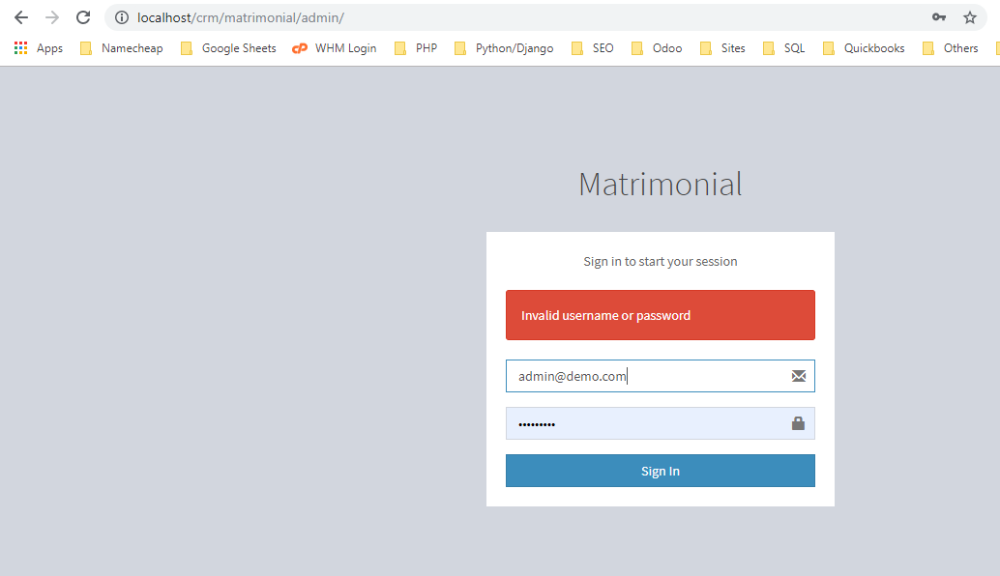 localhost/crm/matrimonial/admin/
Apps Namecheap Google Sheets WHM Login PHP Python/Django SEO Odoo Sites SQL Quickbooks Others
Matrimonial
Sign in to start your session
Invalid username or password
admin@demo.com
•••••••••
Sign In